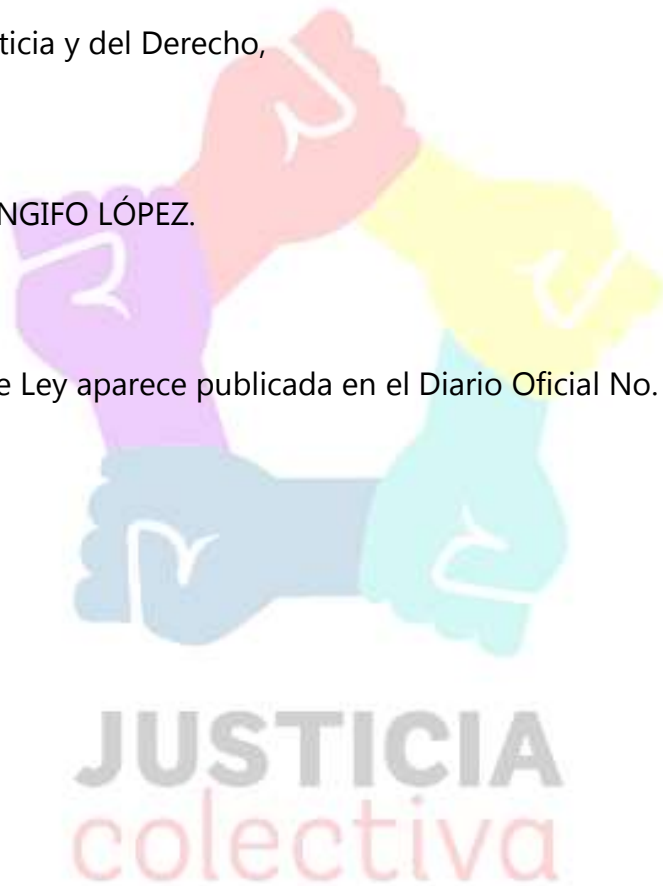 ticia y del Derecho,
NGIFO LÓPEZ.
e Ley aparece publicada en el Diario Oficial No.
JUSTICIA
colectiva